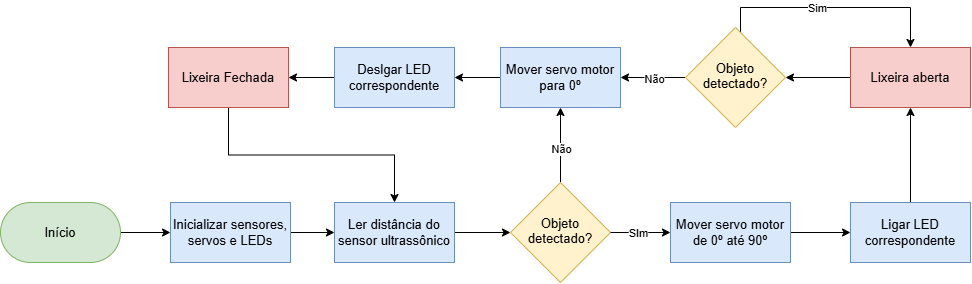 Sim
Lixeira Fechada
Deslgar LED
correspondente
Mover servo motor
para 0º
Não
Objeto
detectado?
Lixeira aberta
Não
Início
Inicializar sensores,
servos e LEDs
Ler distância do
sensor ultrassônico
Objeto
detectado?
SIm
Mover servo motor
de 0º até 90º
Ligar LED
correspondente